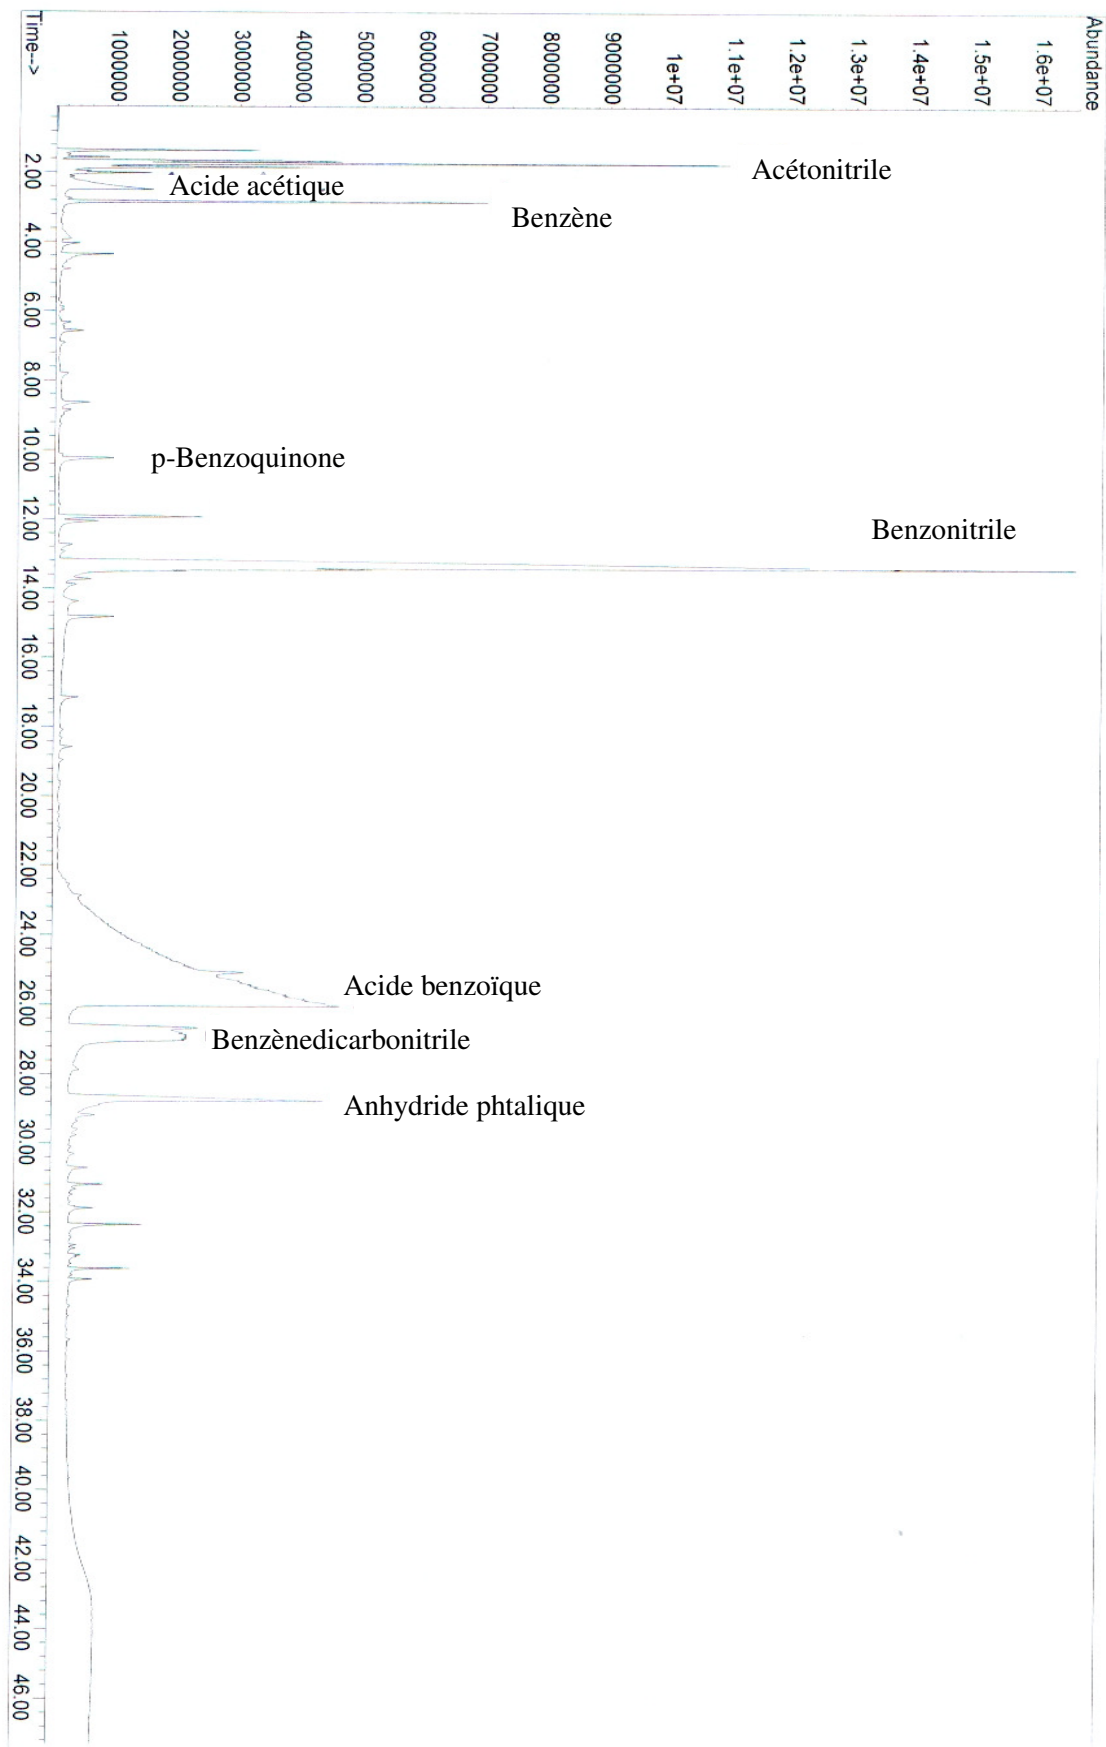 Abundance
1.6e+07
1.5e+07
1.4e+07
1.3e+07
1.2e+07
1.1e+07
1e+07
9000000
8000000
7000000
6000000
5000000
4000000
3000000
2000000
1000000
Time-->
2.00
4.00
6.00
8.00
10.00
12.00
14.00
16.00
18.00
20.00
22.00
24.00
26.00
28.00
30.00
32.00
34.00
36.00
38.00
40.00
42.00
44.00
46.00
Acétonitrile
Acide acétique
Benzène
p-Benzoquinone
Benzonitrile
Acide benzoïque
Benzènedicarbonitrile
Anhydride phtalique